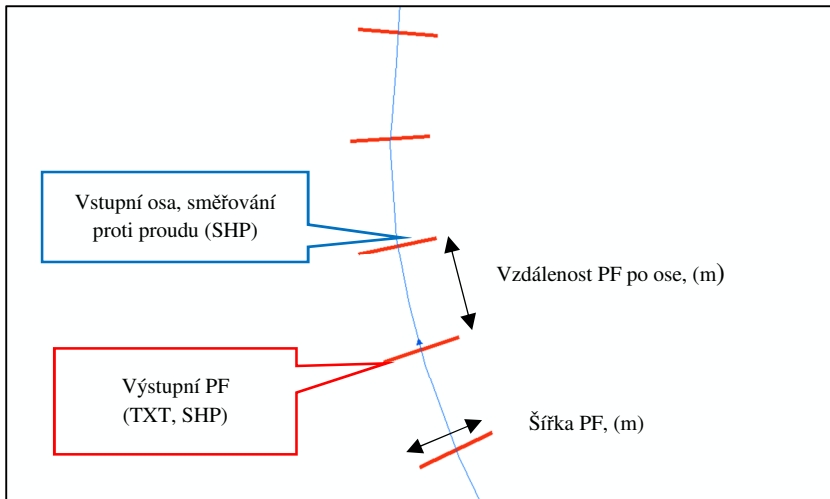 Vstupní osa, směřování
proti proudu (SHP)
Vzdálenost PF po ose, (m)
Výstupní PF
(TXT, SHP)
Šířka PF, (m)